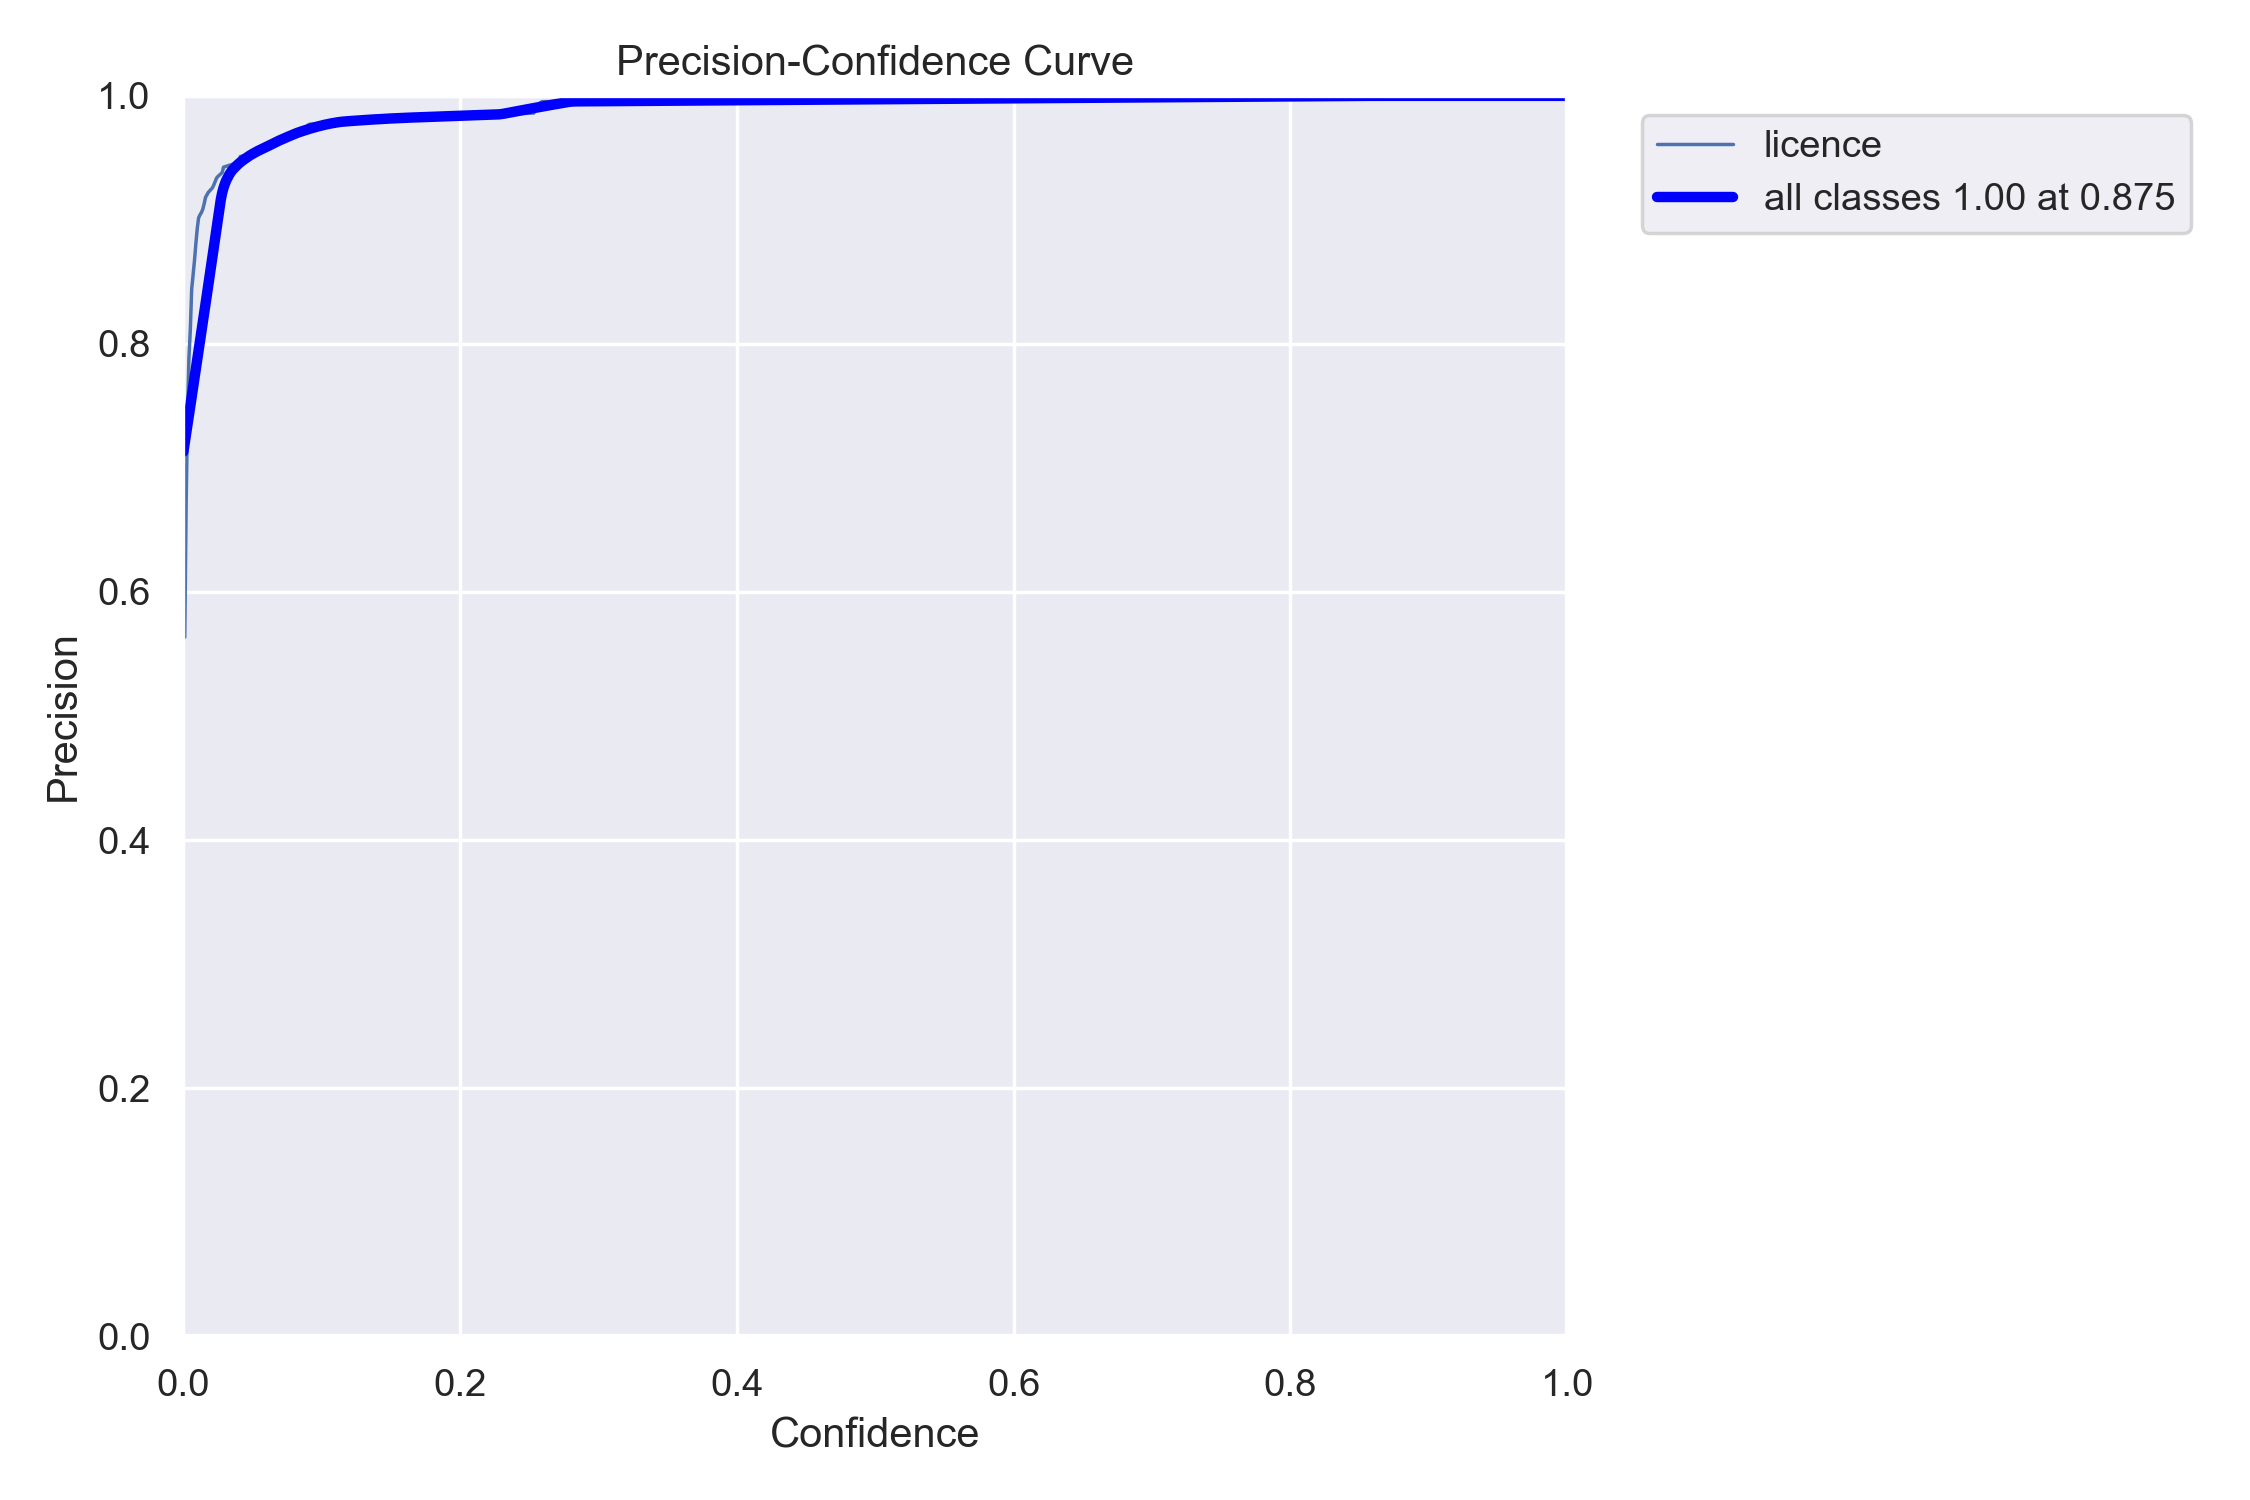 Precision-Confidence Curve
1.0
0.8
0.6
0.4
0.2
0.0
Precision
0.0 0.2 0.4 0.6 0.8 1.0
Confidence
licence
all classes 1.00 at 0.875